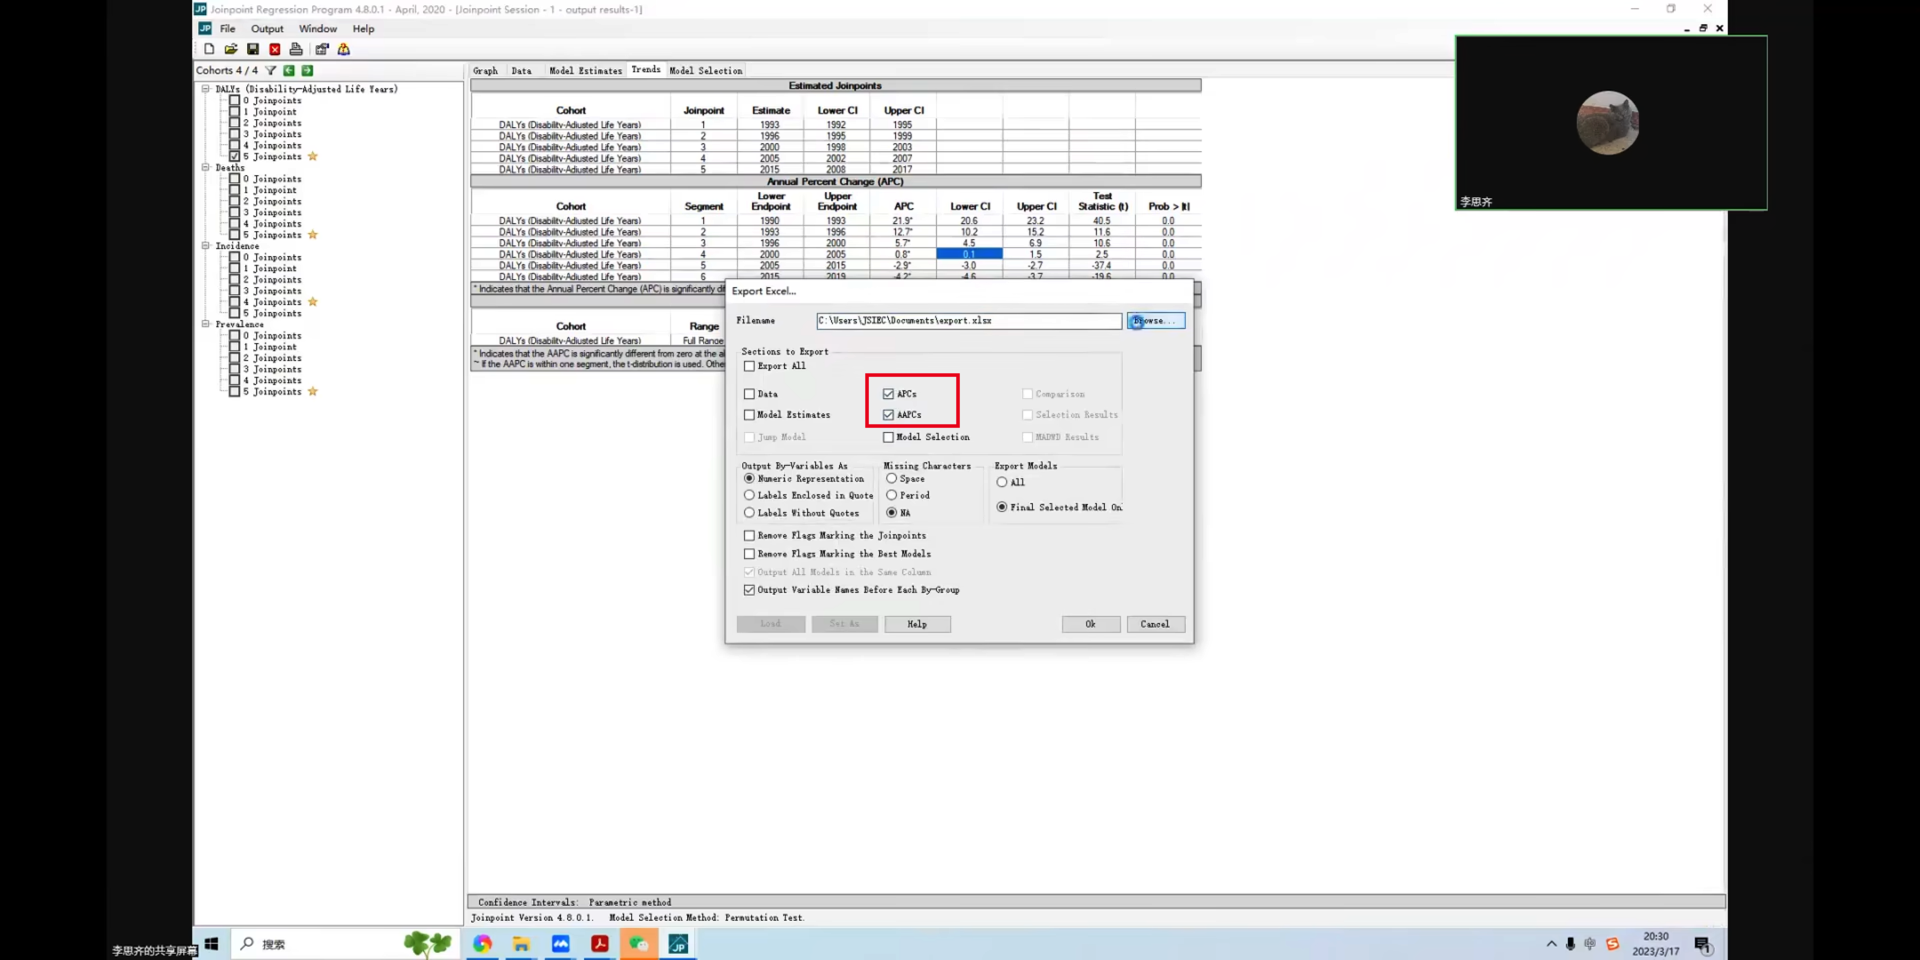 Joinpoint Regression Program 4.8.0.1 - April, 2020 - [Joinpoint Session - 1 - output results-1]
File Output Window Help
Cohorts 4 / 4
DALYs (Disability-Adjusted Life Years)
0 Joinpoints
1 Joinpoint
2 Joinpoints
3 Joinpoints
4 Joinpoints
5 Joinpoints
Deaths
0 Joinpoints
1 Joinpoint
2 Joinpoints
3 Joinpoints
4 Joinpoints
5 Joinpoints
Incidence
0 Joinpoints
1 Joinpoint
2 Joinpoints
3 Joinpoints
4 Joinpoints
5 Joinpoints
Prevalence
0 Joinpoints
1 Joinpoint
2 Joinpoints
3 Joinpoints
4 Joinpoints
5 Joinpoints
Graph Data Model Estimates Trends Model Selection
Estimated Joinpoints
Cohort Joinpoint Estimate Lower CI Upper CI
DALYs (Disability-Adjusted Life Years) 1 1993 1992 1995
DALYs (Disability-Adjusted Life Years) 2 1996 1995 1999
DALYs (Disability-Adjusted Life Years) 3 2000 1998 2003
DALYs (Disability-Adjusted Life Years) 4 2005 2002 2007
DALYs (Disability-Adjusted Life Years) 5 2015 2008 2017
Annual Percent Change (APC)
Cohort Segment Lower Endpoint Upper Endpoint APC Lower CI Upper CI Test Statistic (t) Prob > |t|
DALYs (Disability-Adjusted Life Years) 1 1990 1993 21.9* 20.6 23.2 40.5 0.0
DALYs (Disability-Adjusted Life Years) 2 1993 1996 12.7* 10.2 15.2 11.6 0.0
DALYs (Disability-Adjusted Life Years) 3 1996 2000 5.7* 4.5 6.9 10.6 0.0
DALYs (Disability-Adjusted Life Years) 4 2000 2005 0.8* 0.1 1.5 2.5 0.0
DALYs (Disability-Adjusted Life Years) 5 2005 2015 -2.9* -3.0 -2.7 -37.4 0.0
DALYs (Disability-Adjusted Life Years) 6 2015 2019 -4.2* -4.6 -3.7 -19.6 0.0
* Indicates that the Annual Percent Change (APC) is significantly dif
Cohort Range
DALYs (Disability-Adjusted Life Years) Full Range
* Indicates that the AAPC is significantly different from zero at the al
~ If the AAPC is within one segment, the t-distribution is used. Othe
Export Excel...
Filename C:\Users\JSIEC\Documents\export.xlsx Browse...
Sections to Export
Export All
Data APCs Comparison
Model Estimates AAPCs Selection Results
Jump Model Model Selection MADWD Results
Output By-Variables As Missing Characters Export Models
Numeric Representation Space All
Labels Enclosed in Quote Period Final Selected Model On
Labels Without Quotes NA
Remove Flags Marking the Joinpoints
Remove Flags Marking the Best Models
Output All Models in the Same Column
Output Variable Names Before Each By-Group
Load Set As Help Ok Cancel
李思齐
Confidence Intervals: Parametric method
Joinpoint Version 4.8.0.1. Model Selection Method: Permutation Test.
李思齐的共享屏幕
搜索
20:30
2023/3/17